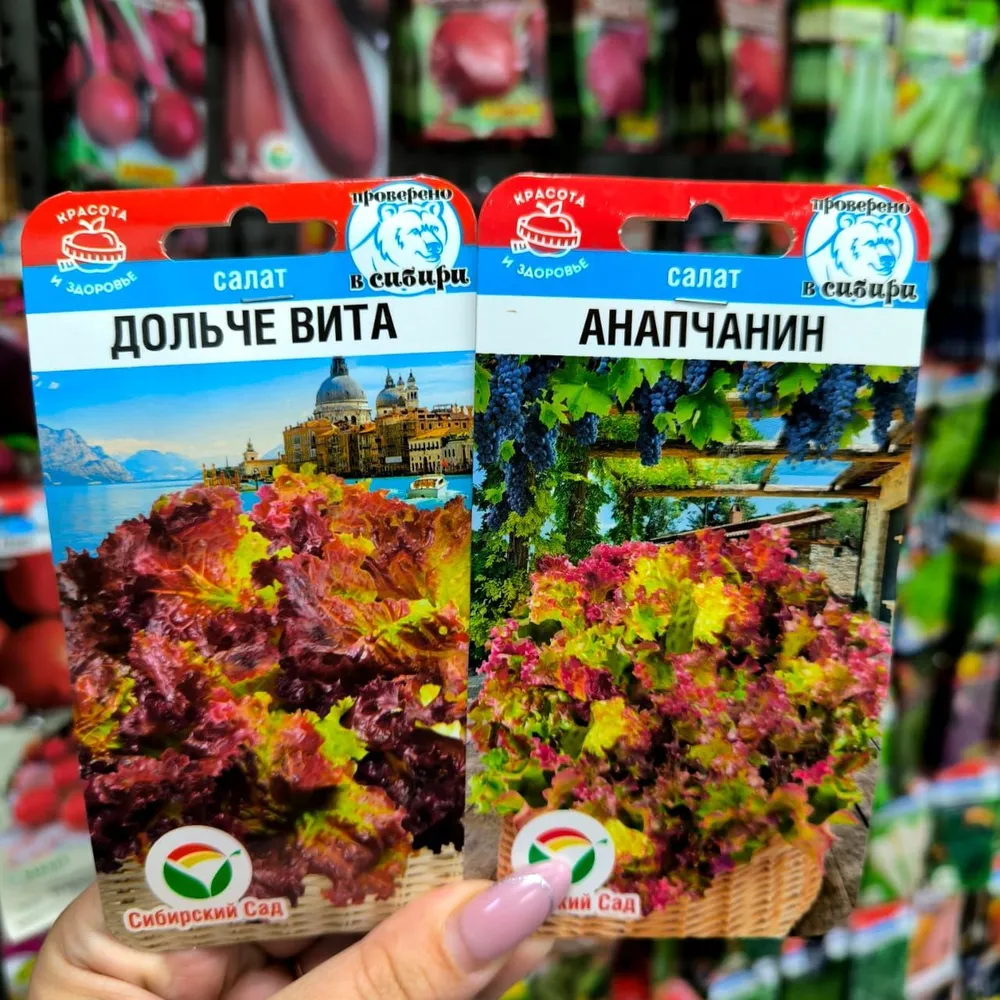 КРАСОТА
И ЗДОРОВЬЕ
проверено
в сибири
салат
ДОЛЬЧЕ ВИТА
Сибирский Сад
КРАСОТА
И ЗДОРОВЬЕ
проверено
в сибири
салат
АНАПЧАНИН
кий Сад